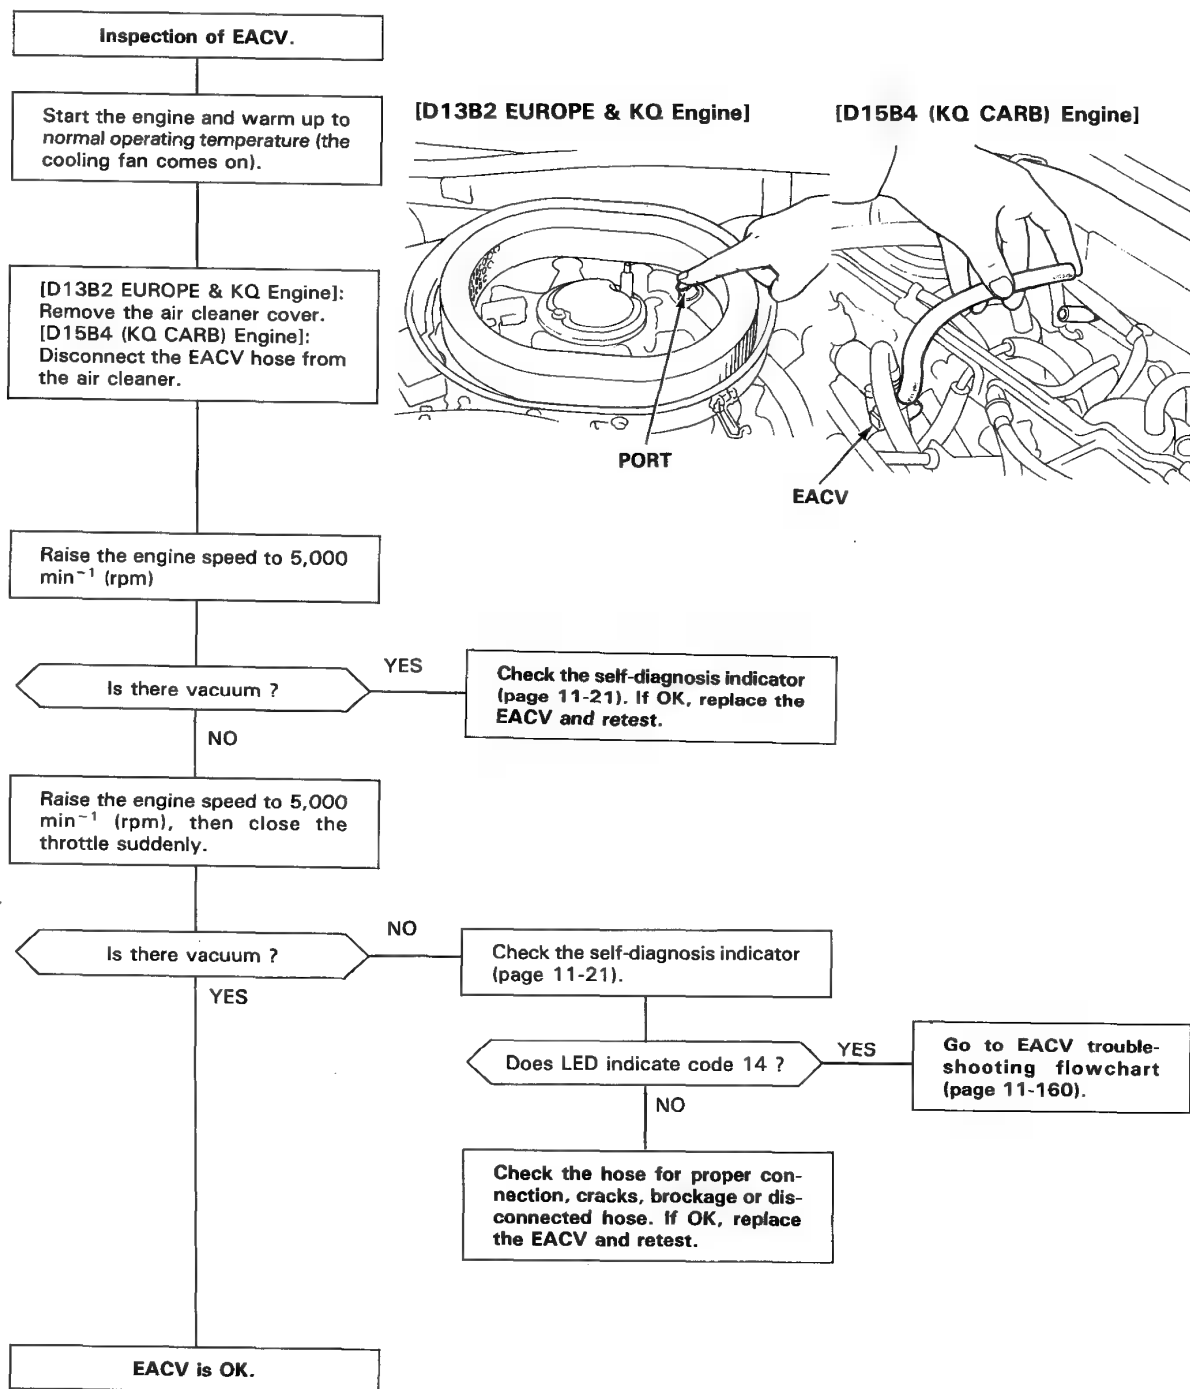 Inspection of EACV.
Start the engine and warm up to
normal operating temperature (the
cooling fan comes on).
[D13B2 EUROPE & KQ Engine]:
Remove the air cleaner cover.
[D15B4 (KQ CARB) Engine]:
Disconnect the EACV hose from
the air cleaner.
[D13B2 EUROPE & KQ Engine]
[D15B4 (KQ CARB) Engine]
PORT
EACV
Raise the engine speed to 5,000
min⁻¹ (rpm)
Is there vacuum ?
YES
Check the self-diagnosis indicator
(page 11-21). If OK, replace the
EACV and retest.
NO
Raise the engine speed to 5,000
min⁻¹ (rpm), then close the
throttle suddenly.
Is there vacuum ?
NO
Check the self-diagnosis indicator
(page 11-21).
YES
Does LED indicate code 14 ?
YES
Go to EACV trouble-
shooting flowchart
(page 11-160).
NO
Check the hose for proper con-
nection, cracks, brockage or dis-
connected hose. If OK, replace
the EACV and retest.
EACV is OK.